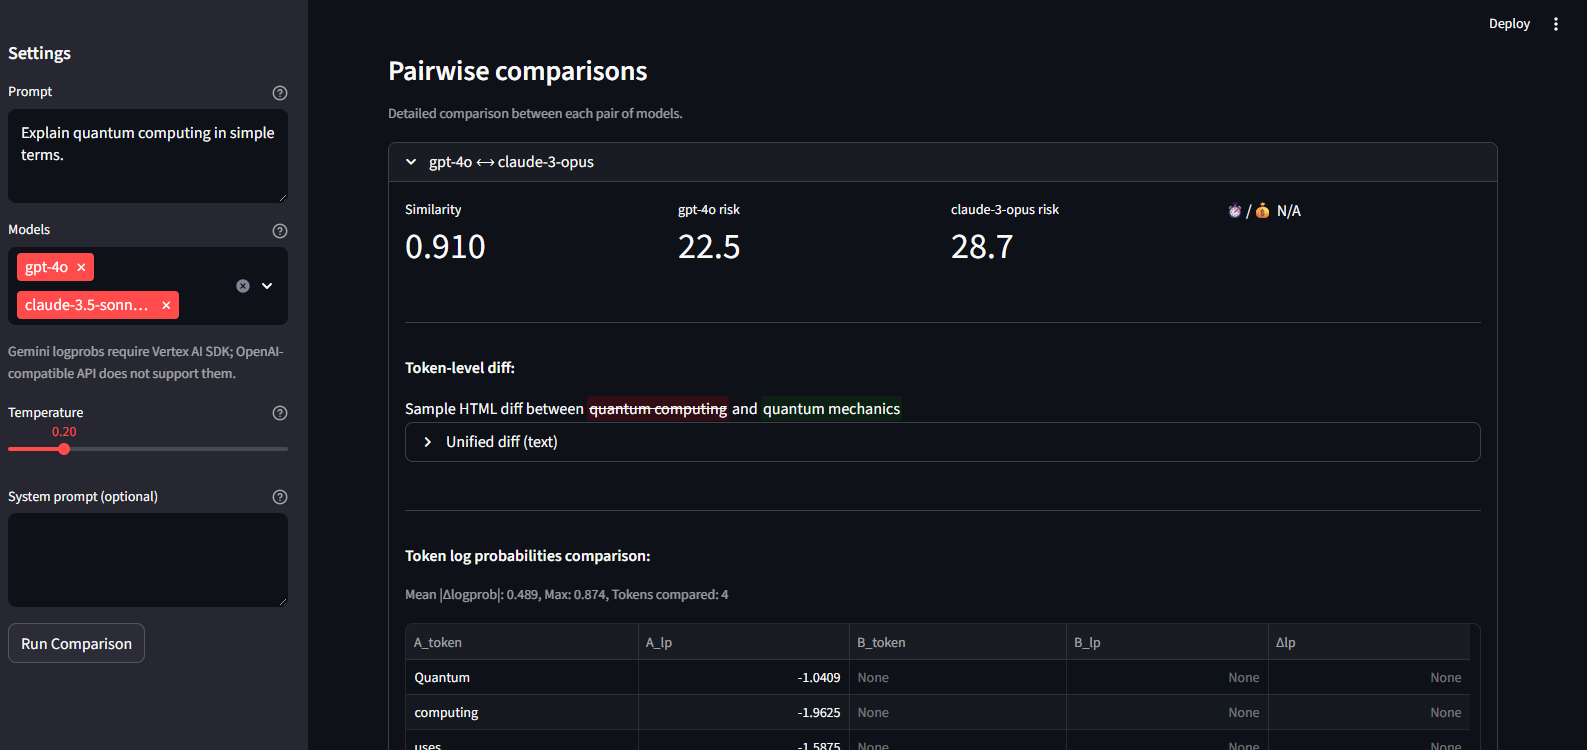 Deploy
Settings
Prompt
Explain quantum computing in simple
terms.
Models
gpt-4o ×
claude-3.5-sonn... ×
Gemini logprobs require Vertex AI SDK; OpenAI-
compatible API does not support them.
Temperature
0.20
System prompt (optional)
Run Comparison
Pairwise comparisons
Detailed comparison between each pair of models.
gpt-4o ⟷ claude-3-opus
Similarity gpt-4o risk claude-3-opus risk ⏱️ / 💰 N/A
0.910 22.5 28.7
Token-level diff:
Sample HTML diff between quantum computing and quantum mechanics
Unified diff (text)
Token log probabilities comparison:
Mean |Δlogprob|: 0.489, Max: 0.874, Tokens compared: 4
A_token A_lp B_token B_lp Δlp
Quantum -1.0409 None None None
computing -1.9625 None None None
uses -1.5875 None None None